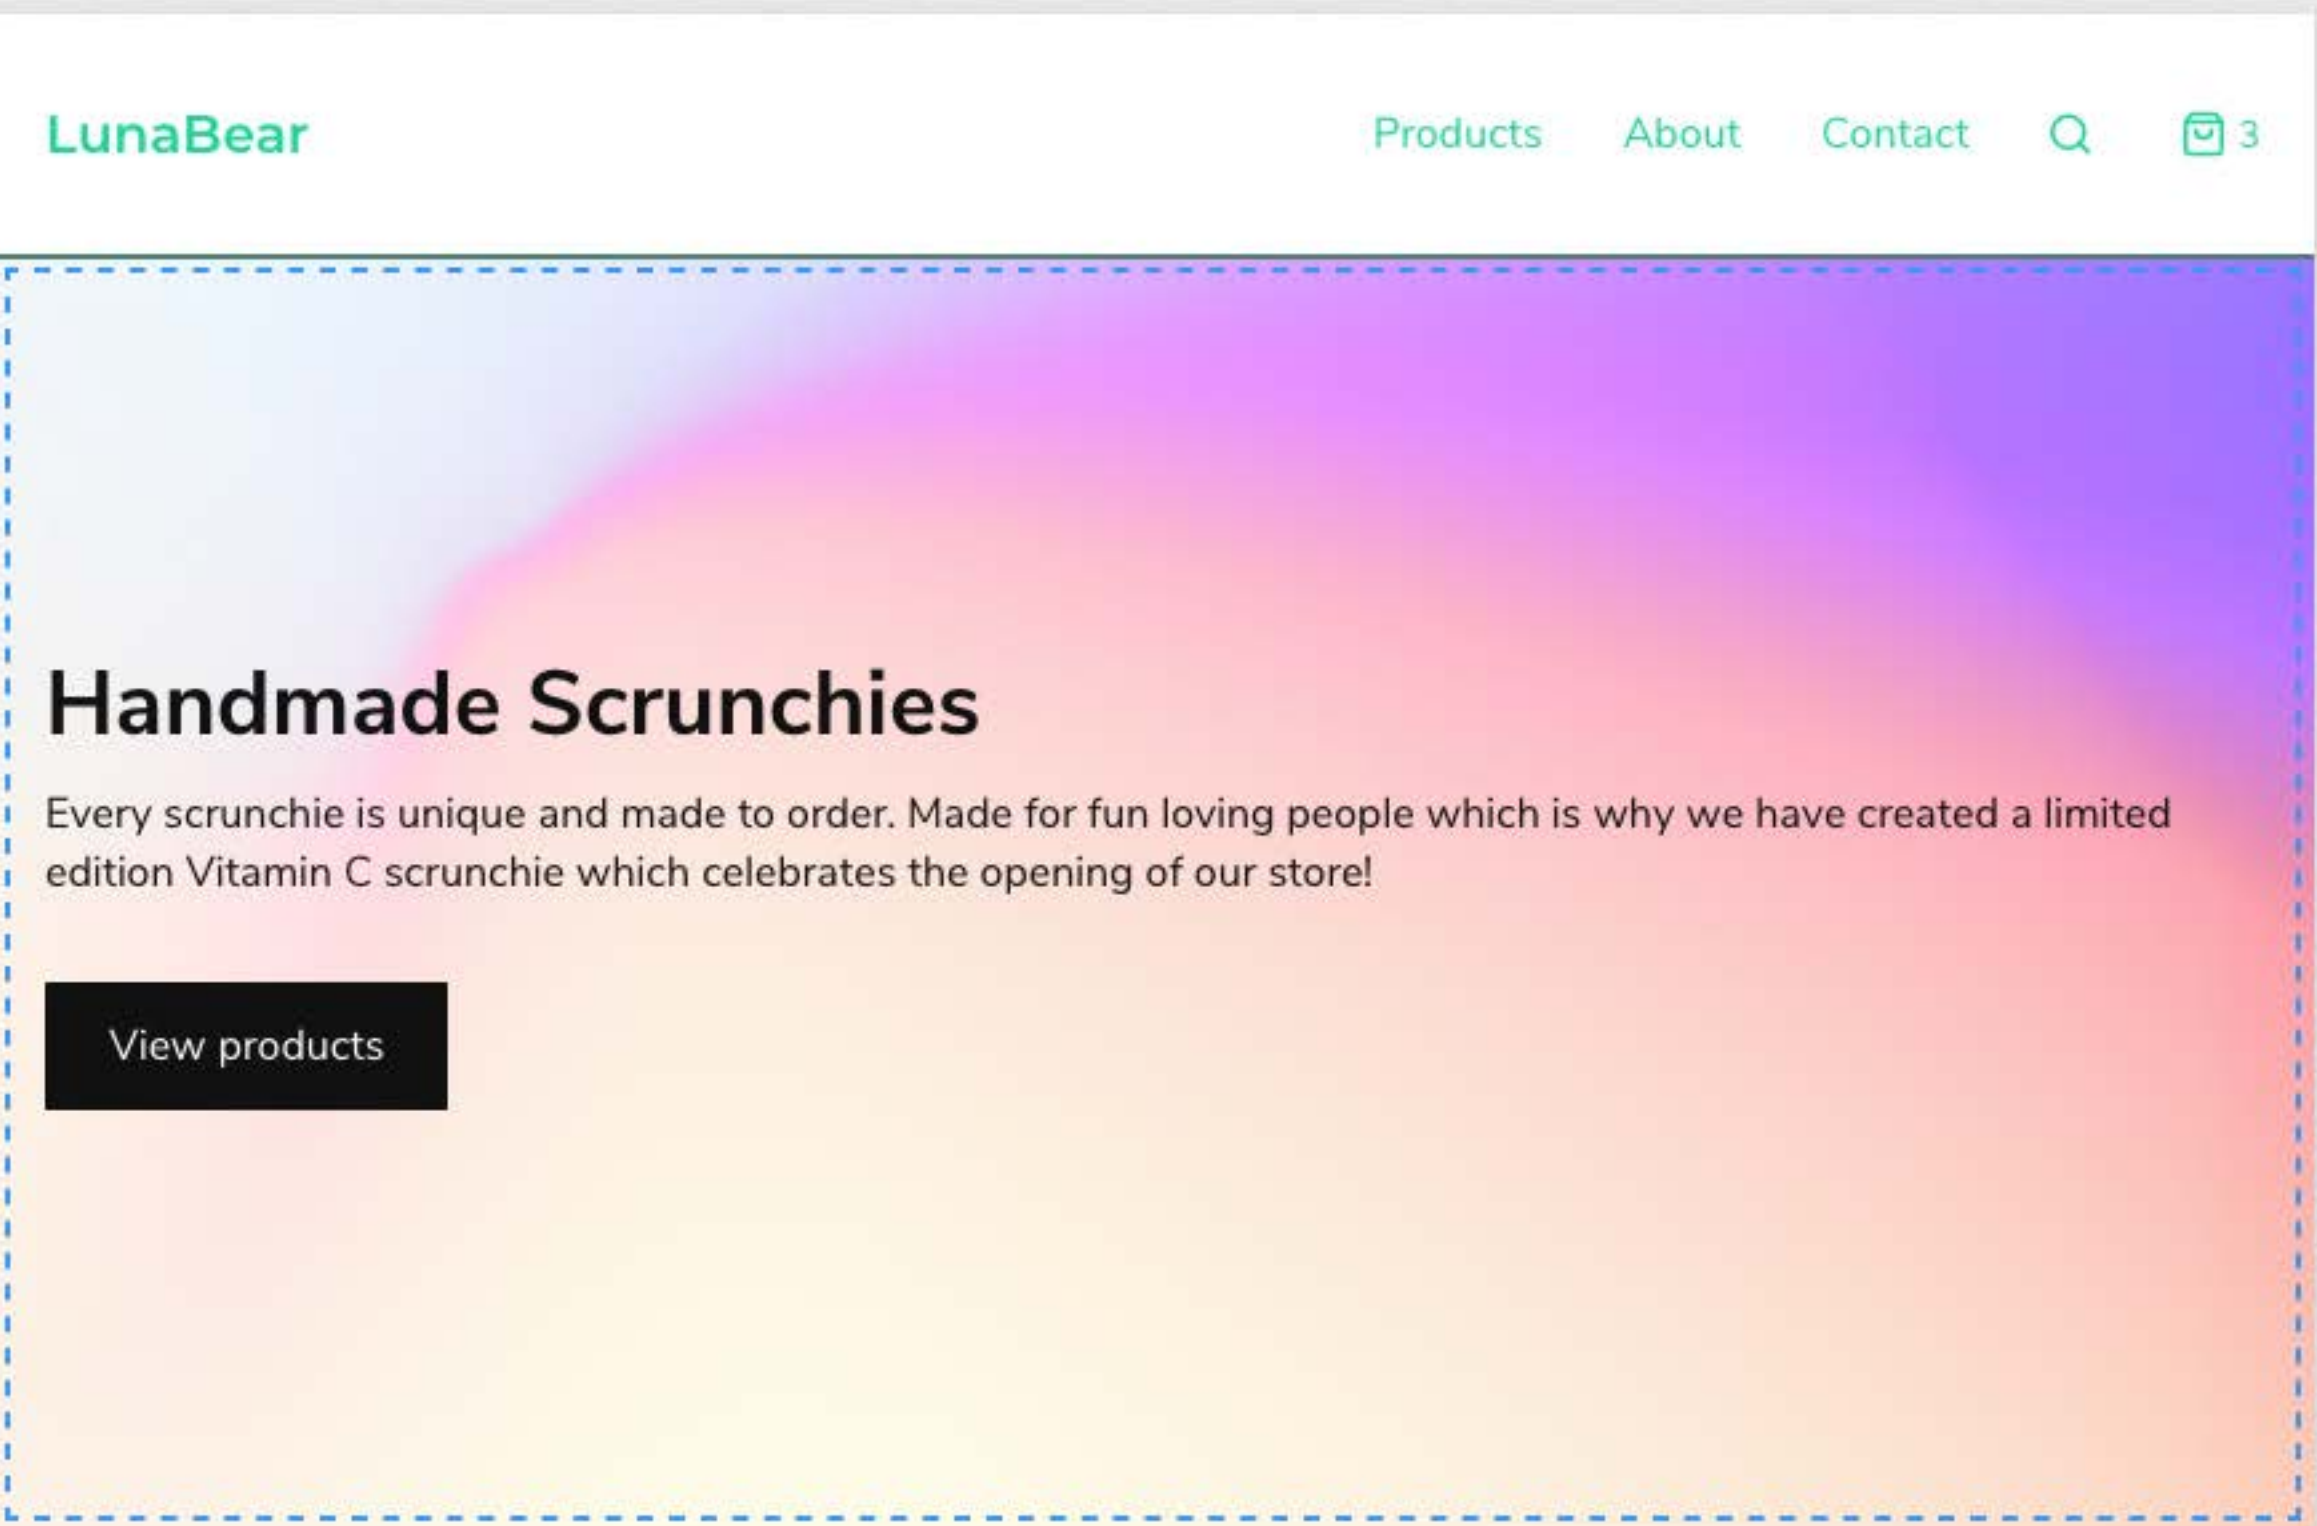 LunaBear
Products About Contact 3
Handmade Scrunchies
Every scrunchie is unique and made to order. Made for fun loving people which is why we have created a limited
edition Vitamin C scrunchie which celebrates the opening of our store!
View products